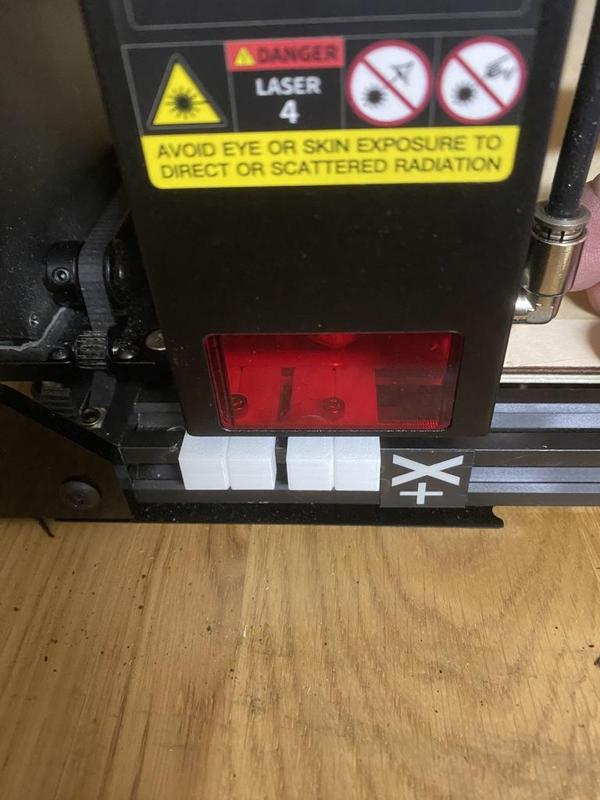 DANGER
LASER
4
AVOID EYE OR SKIN EXPOSURE TO
DIRECT OR SCATTERED RADIATION
X+